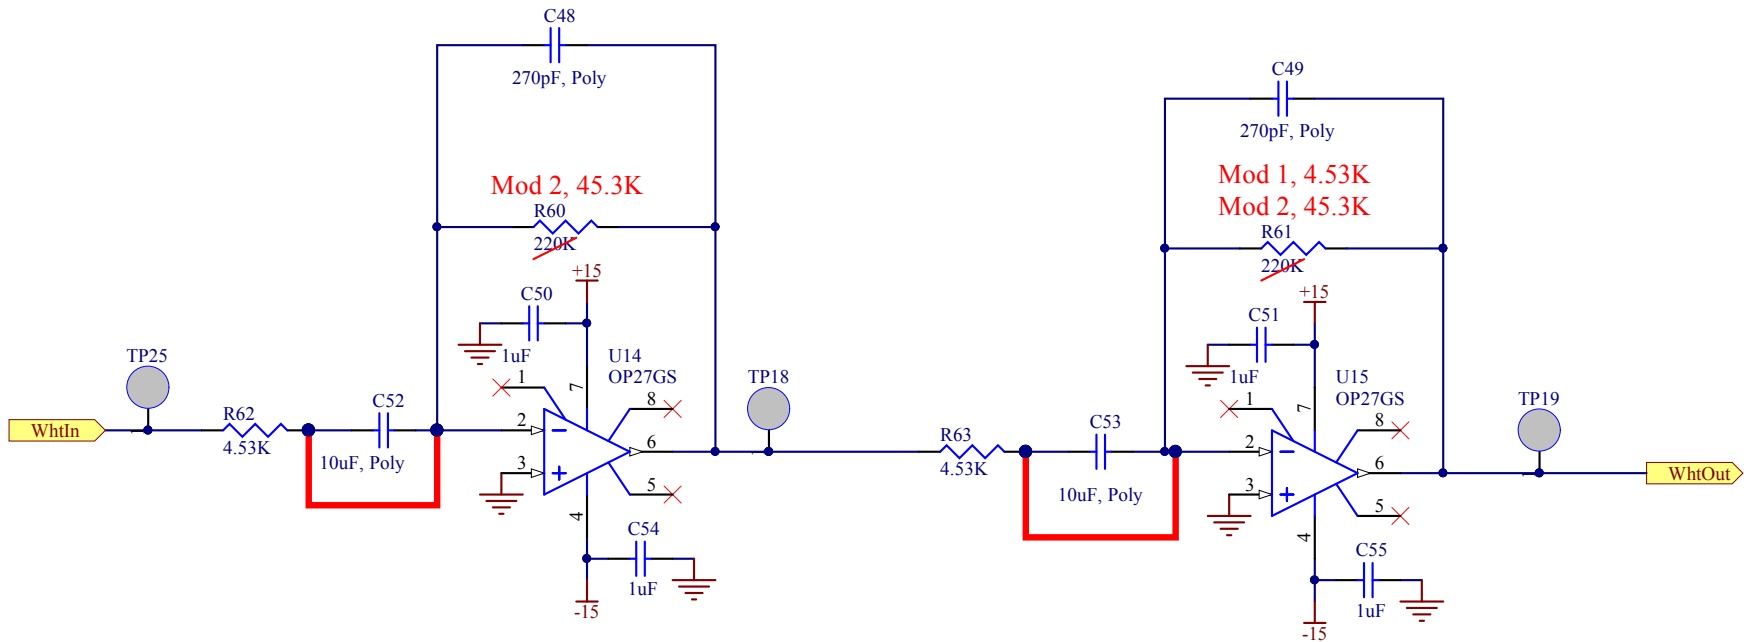 C48
270pF, Poly
Mod 2, 45.3K
R60
220K
+15
C50
1uF
U14
OP27GS
1
7
8
2
6
3
5
4
TP25
WhtIn
1
R62
4.53K
C52
10uF, Poly
C54
1uF
-15
TP18
1
R63
4.53K
C53
10uF, Poly
C49
270pF, Poly
Mod 1, 4.53K
Mod 2, 45.3K
R61
220K
+15
C51
1uF
U15
OP27GS
1
7
8
2
6
3
5
4
TP19
1
WhtOut
C55
1uF
-15